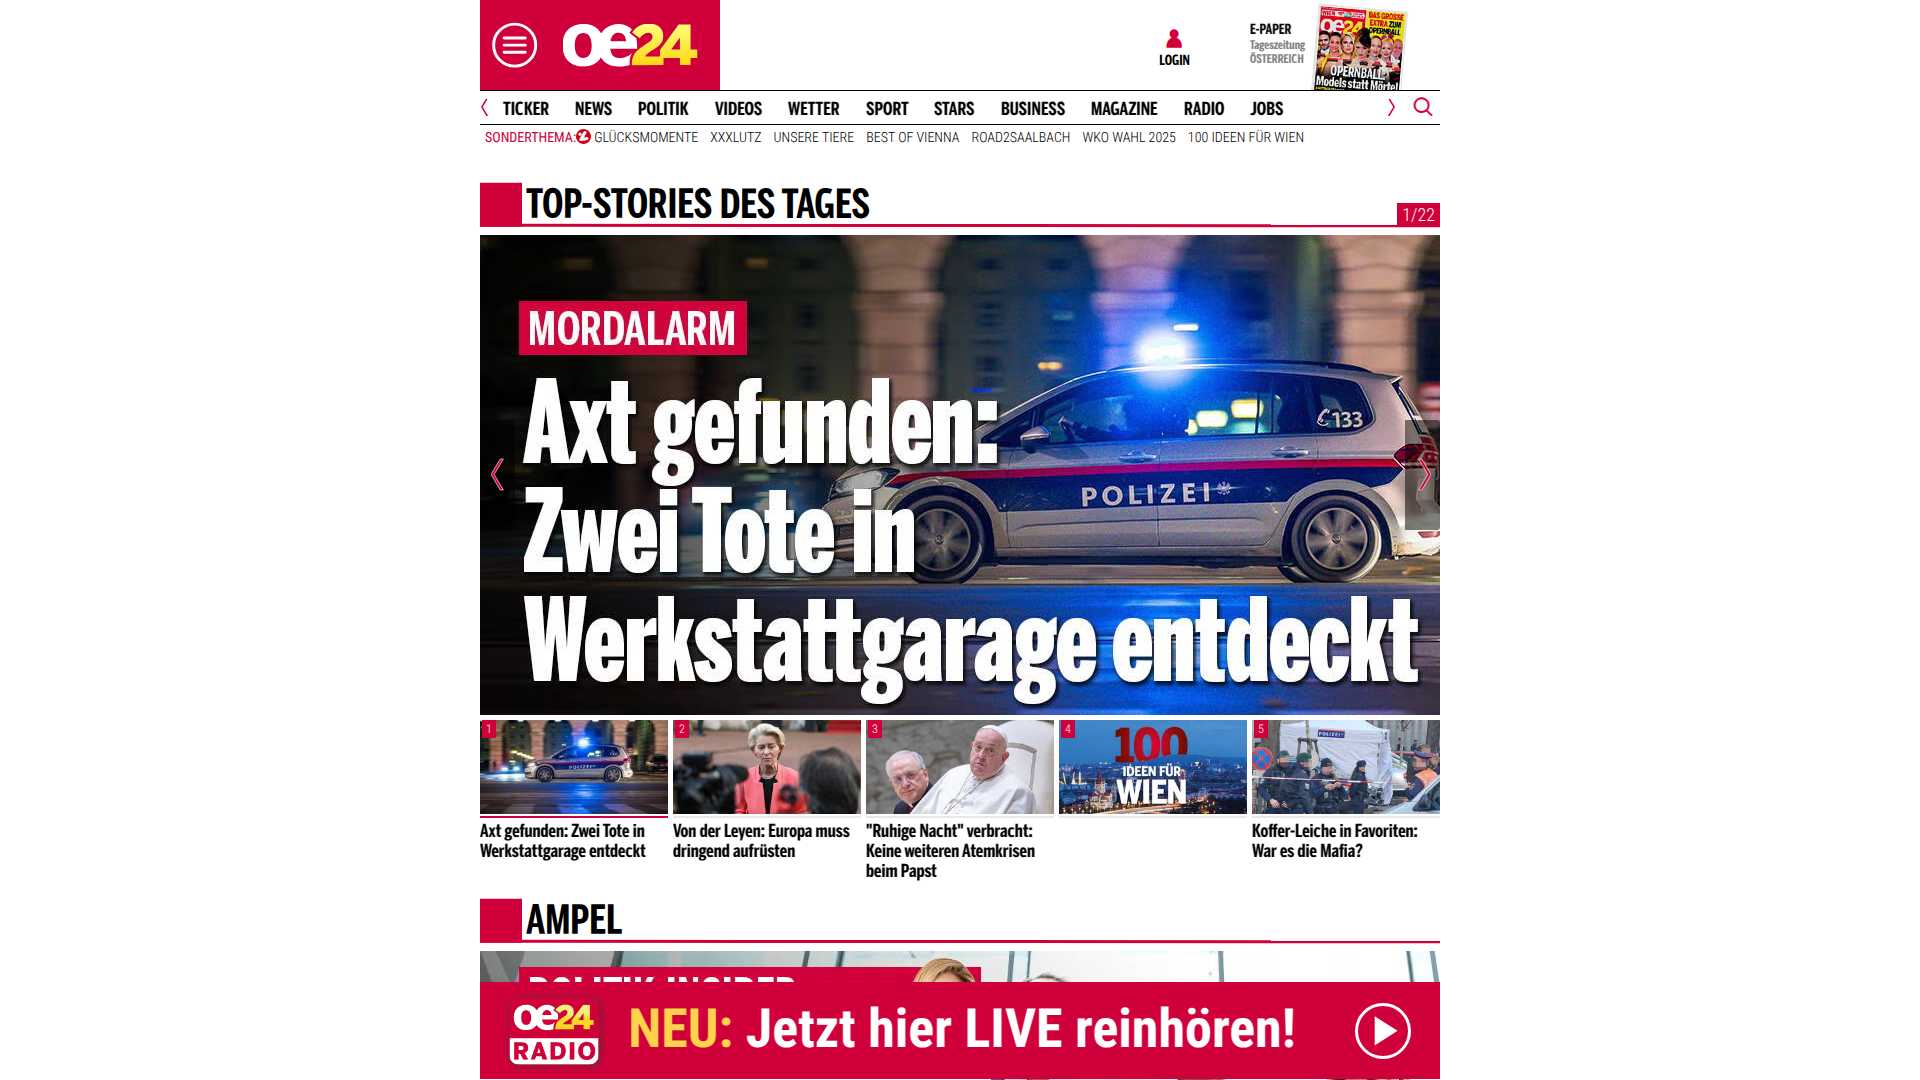 oe24
LOGIN
E-PAPER
Tageszeitung
ÖSTERREICH
WIEN
DAS GROSSE
EXTRA ZUM
OPERNBALL
oe24
OPERNBALL:
Models statt Mörtel
TICKER NEWS POLITIK VIDEOS WETTER SPORT STARS BUSINESS MAGAZINE RADIO JOBS
SONDERTHEMA: GLÜCKSMOMENTE XXXLUTZ UNSERE TIERE BEST OF VIENNA ROAD2SAALBACH WKO WAHL 2025 100 IDEEN FÜR WIEN
TOP-STORIES DES TAGES
1/22
MORDALARM
Axt gefunden:
Zwei Tote in
Werkstattgarage entdeckt
133
POLIZEI
1
POLIZEI
2
3
4
100
IDEEN FÜR
WIEN
5
POLIZEI
Axt gefunden: Zwei Tote in
Werkstattgarage entdeckt
Von der Leyen: Europa muss
dringend aufrüsten
"Ruhige Nacht" verbracht:
Keine weiteren Atemkrisen
beim Papst
Koffer-Leiche in Favoriten:
War es die Mafia?
AMPEL
POLITIK-INSIDER
oe24
RADIO
NEU: Jetzt hier LIVE reinhören!